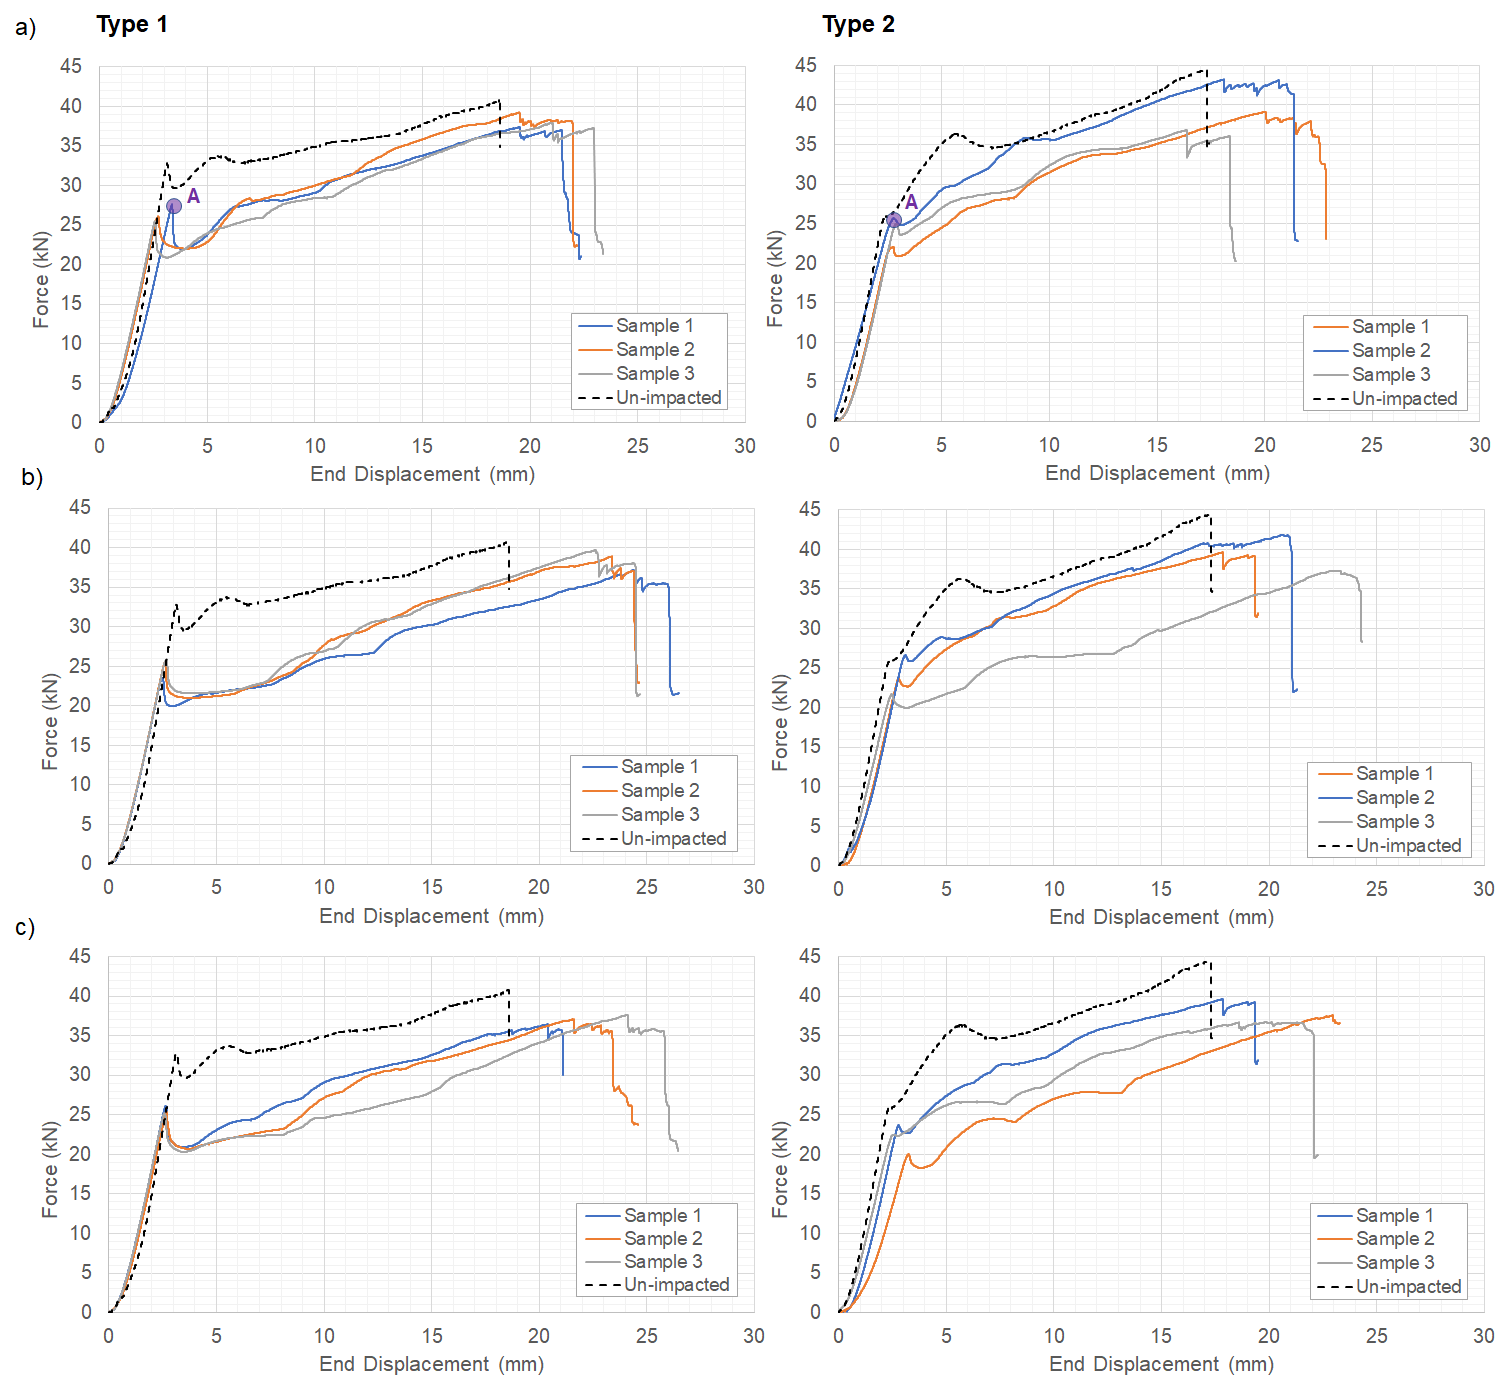 a)
Type 1
Type 2
45
40
35
30
25
20
15
10
5
0
Force (kN)
A
Sample 1
Sample 2
Sample 3
Un-impacted
0 5 10 15 20 25 30
End Displacement (mm)
45
40
35
30
25
20
15
10
5
0
Force (kN)
A
Sample 1
Sample 2
Sample 3
Un-impacted
0 5 10 15 20 25 30
End Displacement (mm)
b)
45
40
35
30
25
20
15
10
5
0
Force (kN)
Sample 1
Sample 2
Sample 3
Un-impacted
0 5 10 15 20 25 30
End Displacement (mm)
45
40
35
30
25
20
15
10
5
0
Force (kN)
Sample 1
Sample 2
Sample 3
Un-impacted
0 5 10 15 20 25 30
End Displacement (mm)
c)
45
40
35
30
25
20
15
10
5
0
Force (kN)
Sample 1
Sample 2
Sample 3
Un-impacted
0 5 10 15 20 25 30
End Displacement (mm)
45
40
35
30
25
20
15
10
5
0
Force (kN)
Sample 1
Sample 2
Sample 3
Un-impacted
0 5 10 15 20 25 30
End Displacement (mm)